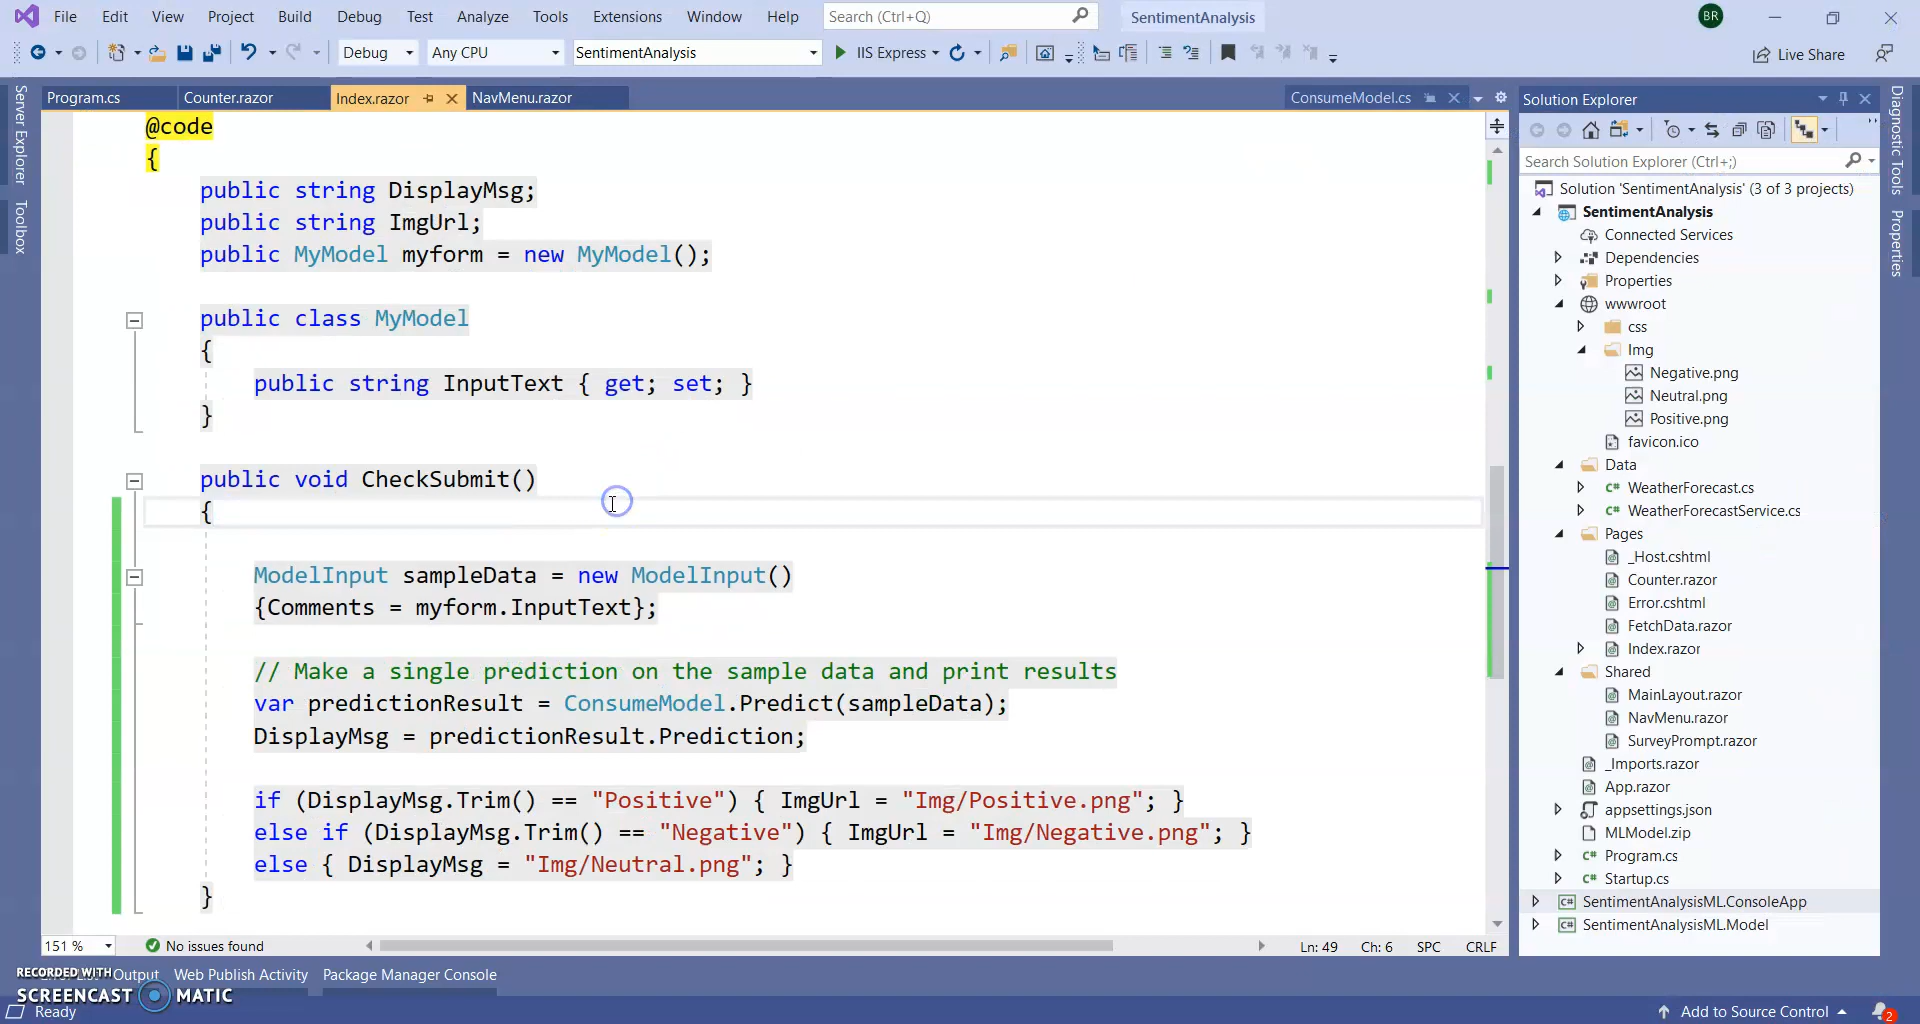 File Edit View Project Build Debug Test Analyze Tools Extensions Window Help Search (Ctrl+Q) SentimentAnalysis BR
Debug Any CPU SentimentAnalysis IIS Express Live Share
Program.cs Counter.razor Index.razor NavMenu.razor ConsumeModel.cs
Server Explorer
Toolbox
@code
{
public string DisplayMsg;
public string ImgUrl;
public MyModel myform = new MyModel();
public class MyModel
{
public string InputText { get; set; }
}
public void CheckSubmit()
{
ModelInput sampleData = new ModelInput()
{Comments = myform.InputText};
// Make a single prediction on the sample data and print results
var predictionResult = ConsumeModel.Predict(sampleData);
DisplayMsg = predictionResult.Prediction;
if (DisplayMsg.Trim() == "Positive") { ImgUrl = "Img/Positive.png"; }
else if (DisplayMsg.Trim() == "Negative") { ImgUrl = "Img/Negative.png"; }
else { DisplayMsg = "Img/Neutral.png"; }
}
151 % No issues found Ln: 49 Ch: 6 SPC CRLF
Solution Explorer
Search Solution Explorer (Ctrl+;)
Solution 'SentimentAnalysis' (3 of 3 projects)
SentimentAnalysis
Connected Services
Dependencies
Properties
wwwroot
css
Img
Negative.png
Neutral.png
Positive.png
favicon.ico
Data
WeatherForecast.cs
WeatherForecastService.cs
Pages
_Host.cshtml
Counter.razor
Error.cshtml
FetchData.razor
Index.razor
Shared
MainLayout.razor
NavMenu.razor
SurveyPrompt.razor
_Imports.razor
App.razor
appsettings.json
MLModel.zip
Program.cs
Startup.cs
SentimentAnalysisML.ConsoleApp
SentimentAnalysisML.Model
Diagnostic Tools
Properties
Output Web Publish Activity Package Manager Console
RECORDED WITH
SCREENCAST MATIC
Ready Add to Source Control 2